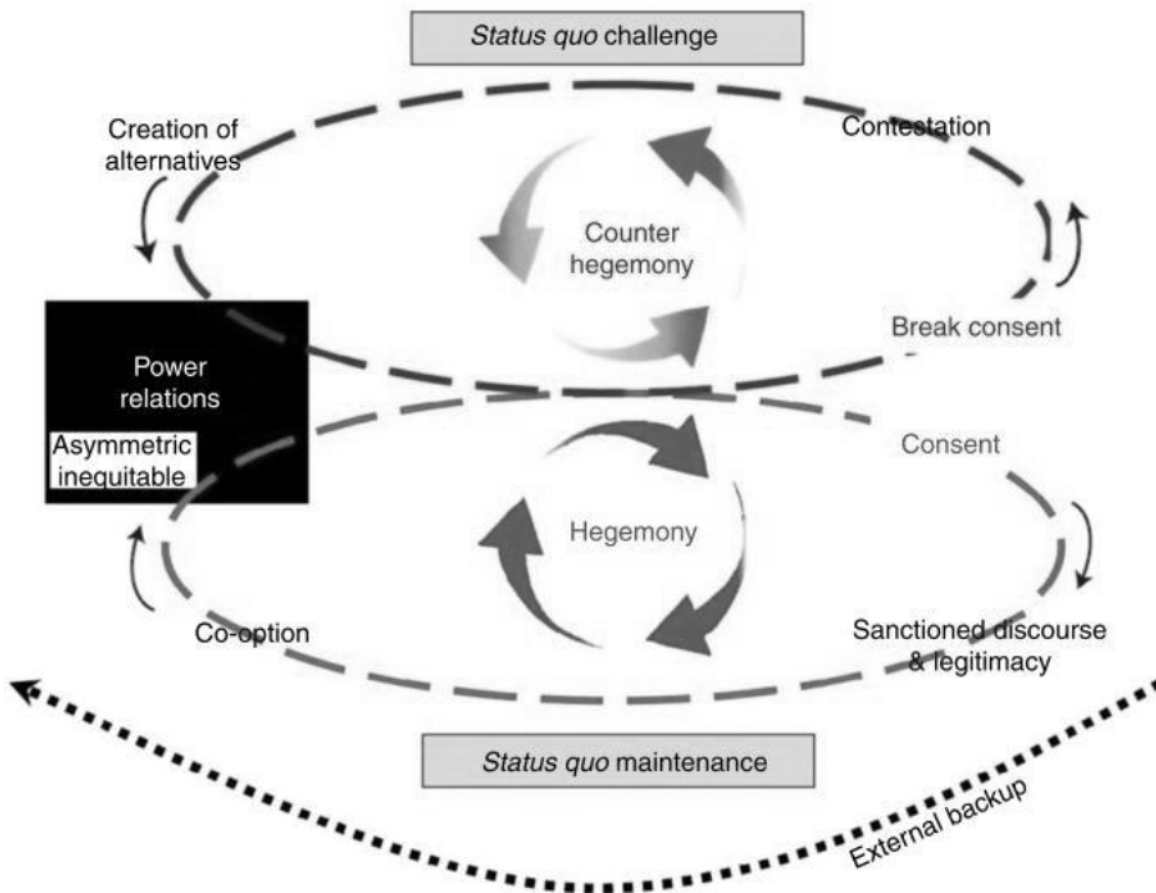 Status quo challenge
Creation of
alternatives
Contestation
Counter
hegemony
Break consent
Power
relations
Asymmetric
inequitable
Consent
Hegemony
Co-option
Sanctioned discourse
& legitimacy
Status quo maintenance
External backup